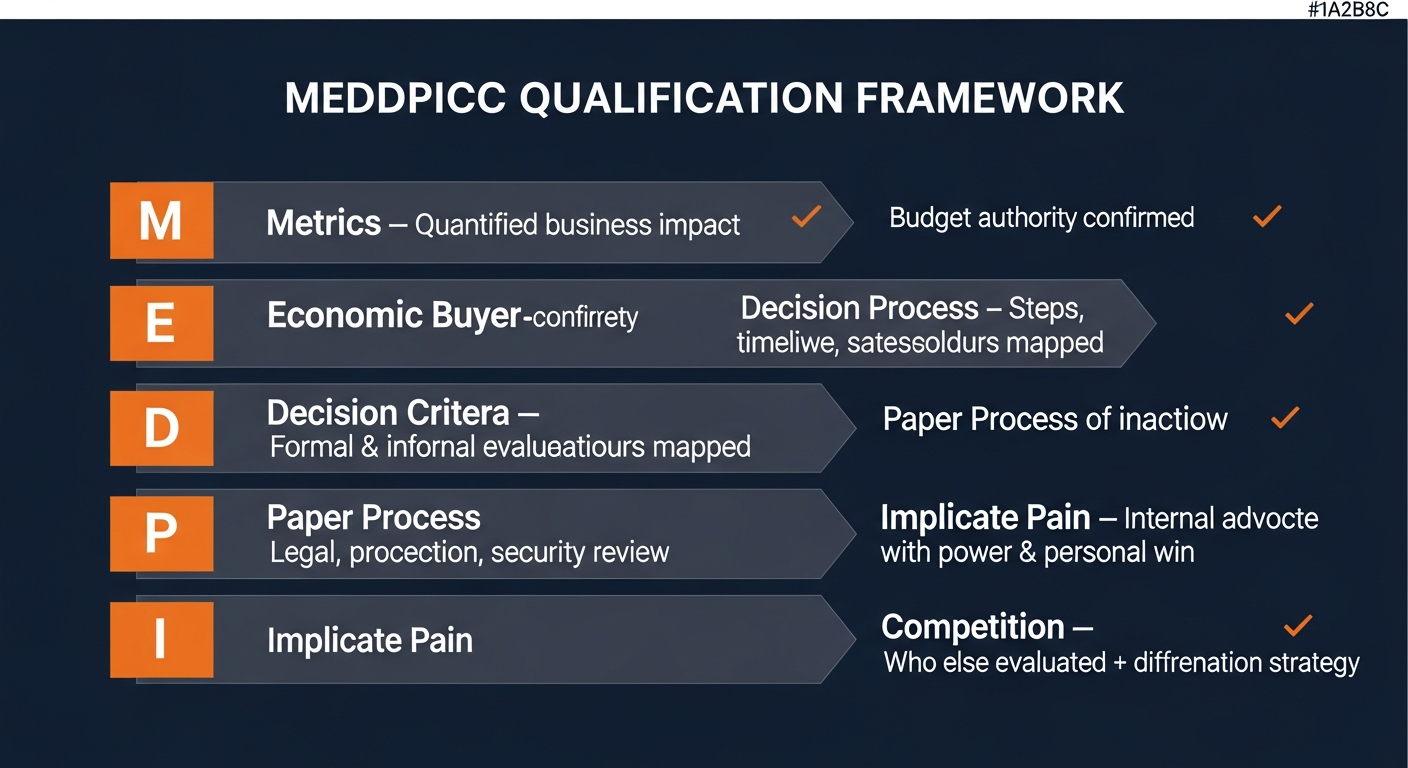 #1A2B8C
MEDDPICC QUALIFICATION FRAMEWORK
M
Metrics – Quantified business impact
Budget authority confirmed
E
Economic Buyer-confirrety
Decision Process – Steps,
timeliwe, satessoldurs mapped
D
Decision Critera –
Formal & infornal evalueatiours mapped
Paper Process of inactiow
P
Paper Process
Legal, procection, security review
Implicate Pain – Internal advocte
with power & personal win
I
Implicate Pain
Competition –
Who else evaluated + diffrenation strategy